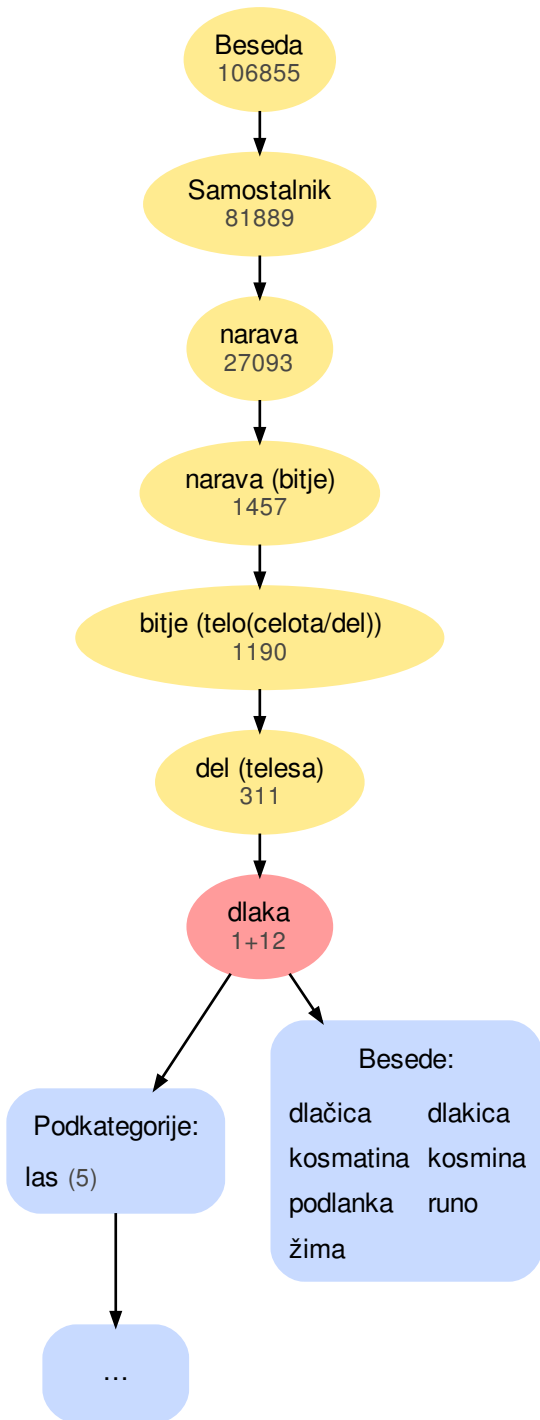 Beseda
106855
Samostalnik
81889
narava
27093
narava (bitje)
1457
bitje (telo(celota/del))
1190
del (telesa)
311
dlaka
1+12
Podkategorije:
las (5)
...
Besede:
dlačica dlakica
kosmatina kosmina
podlanka runo
žima